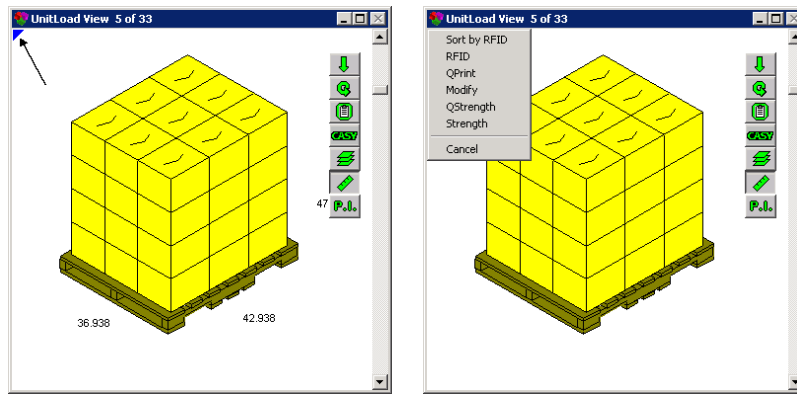 UnitLoad View 5 of 33
CASY
47
P.I.
36.938
42.938
UnitLoad View 5 of 33
Sort by RFID
RFID
QPrint
Modify
QStrength
Strength
Cancel
CASY
P.I.